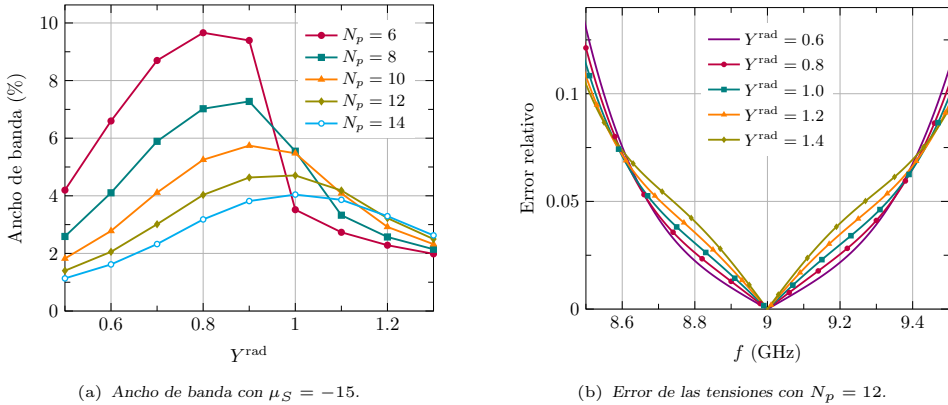 10
8
6
4
2
0
0.6
0.8
1
1.2
Ancho de banda (%)
Y^rad
N_p = 6
N_p = 8
N_p = 10
N_p = 12
N_p = 14
(a) Ancho de banda con μ_S = −15.
0.1
0.05
0
8.6
8.8
9
9.2
9.4
Error relativo
f (GHz)
Y^rad = 0.6
Y^rad = 0.8
Y^rad = 1.0
Y^rad = 1.2
Y^rad = 1.4
(b) Error de las tensiones con N_p = 12.